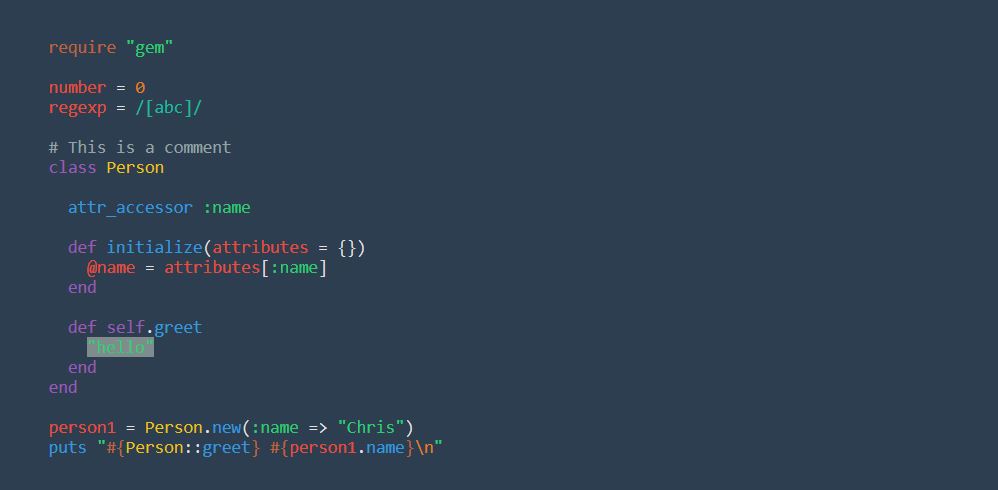 require "gem"
number = 0
regexp = /[abc]/
# This is a comment
class Person
attr_accessor :name
def initialize(attributes = {})
@name = attributes[:name]
end
def self.greet
"hello"
end
end
person1 = Person.new(:name => "Chris")
puts "#{Person::greet} #{person1.name}\n"